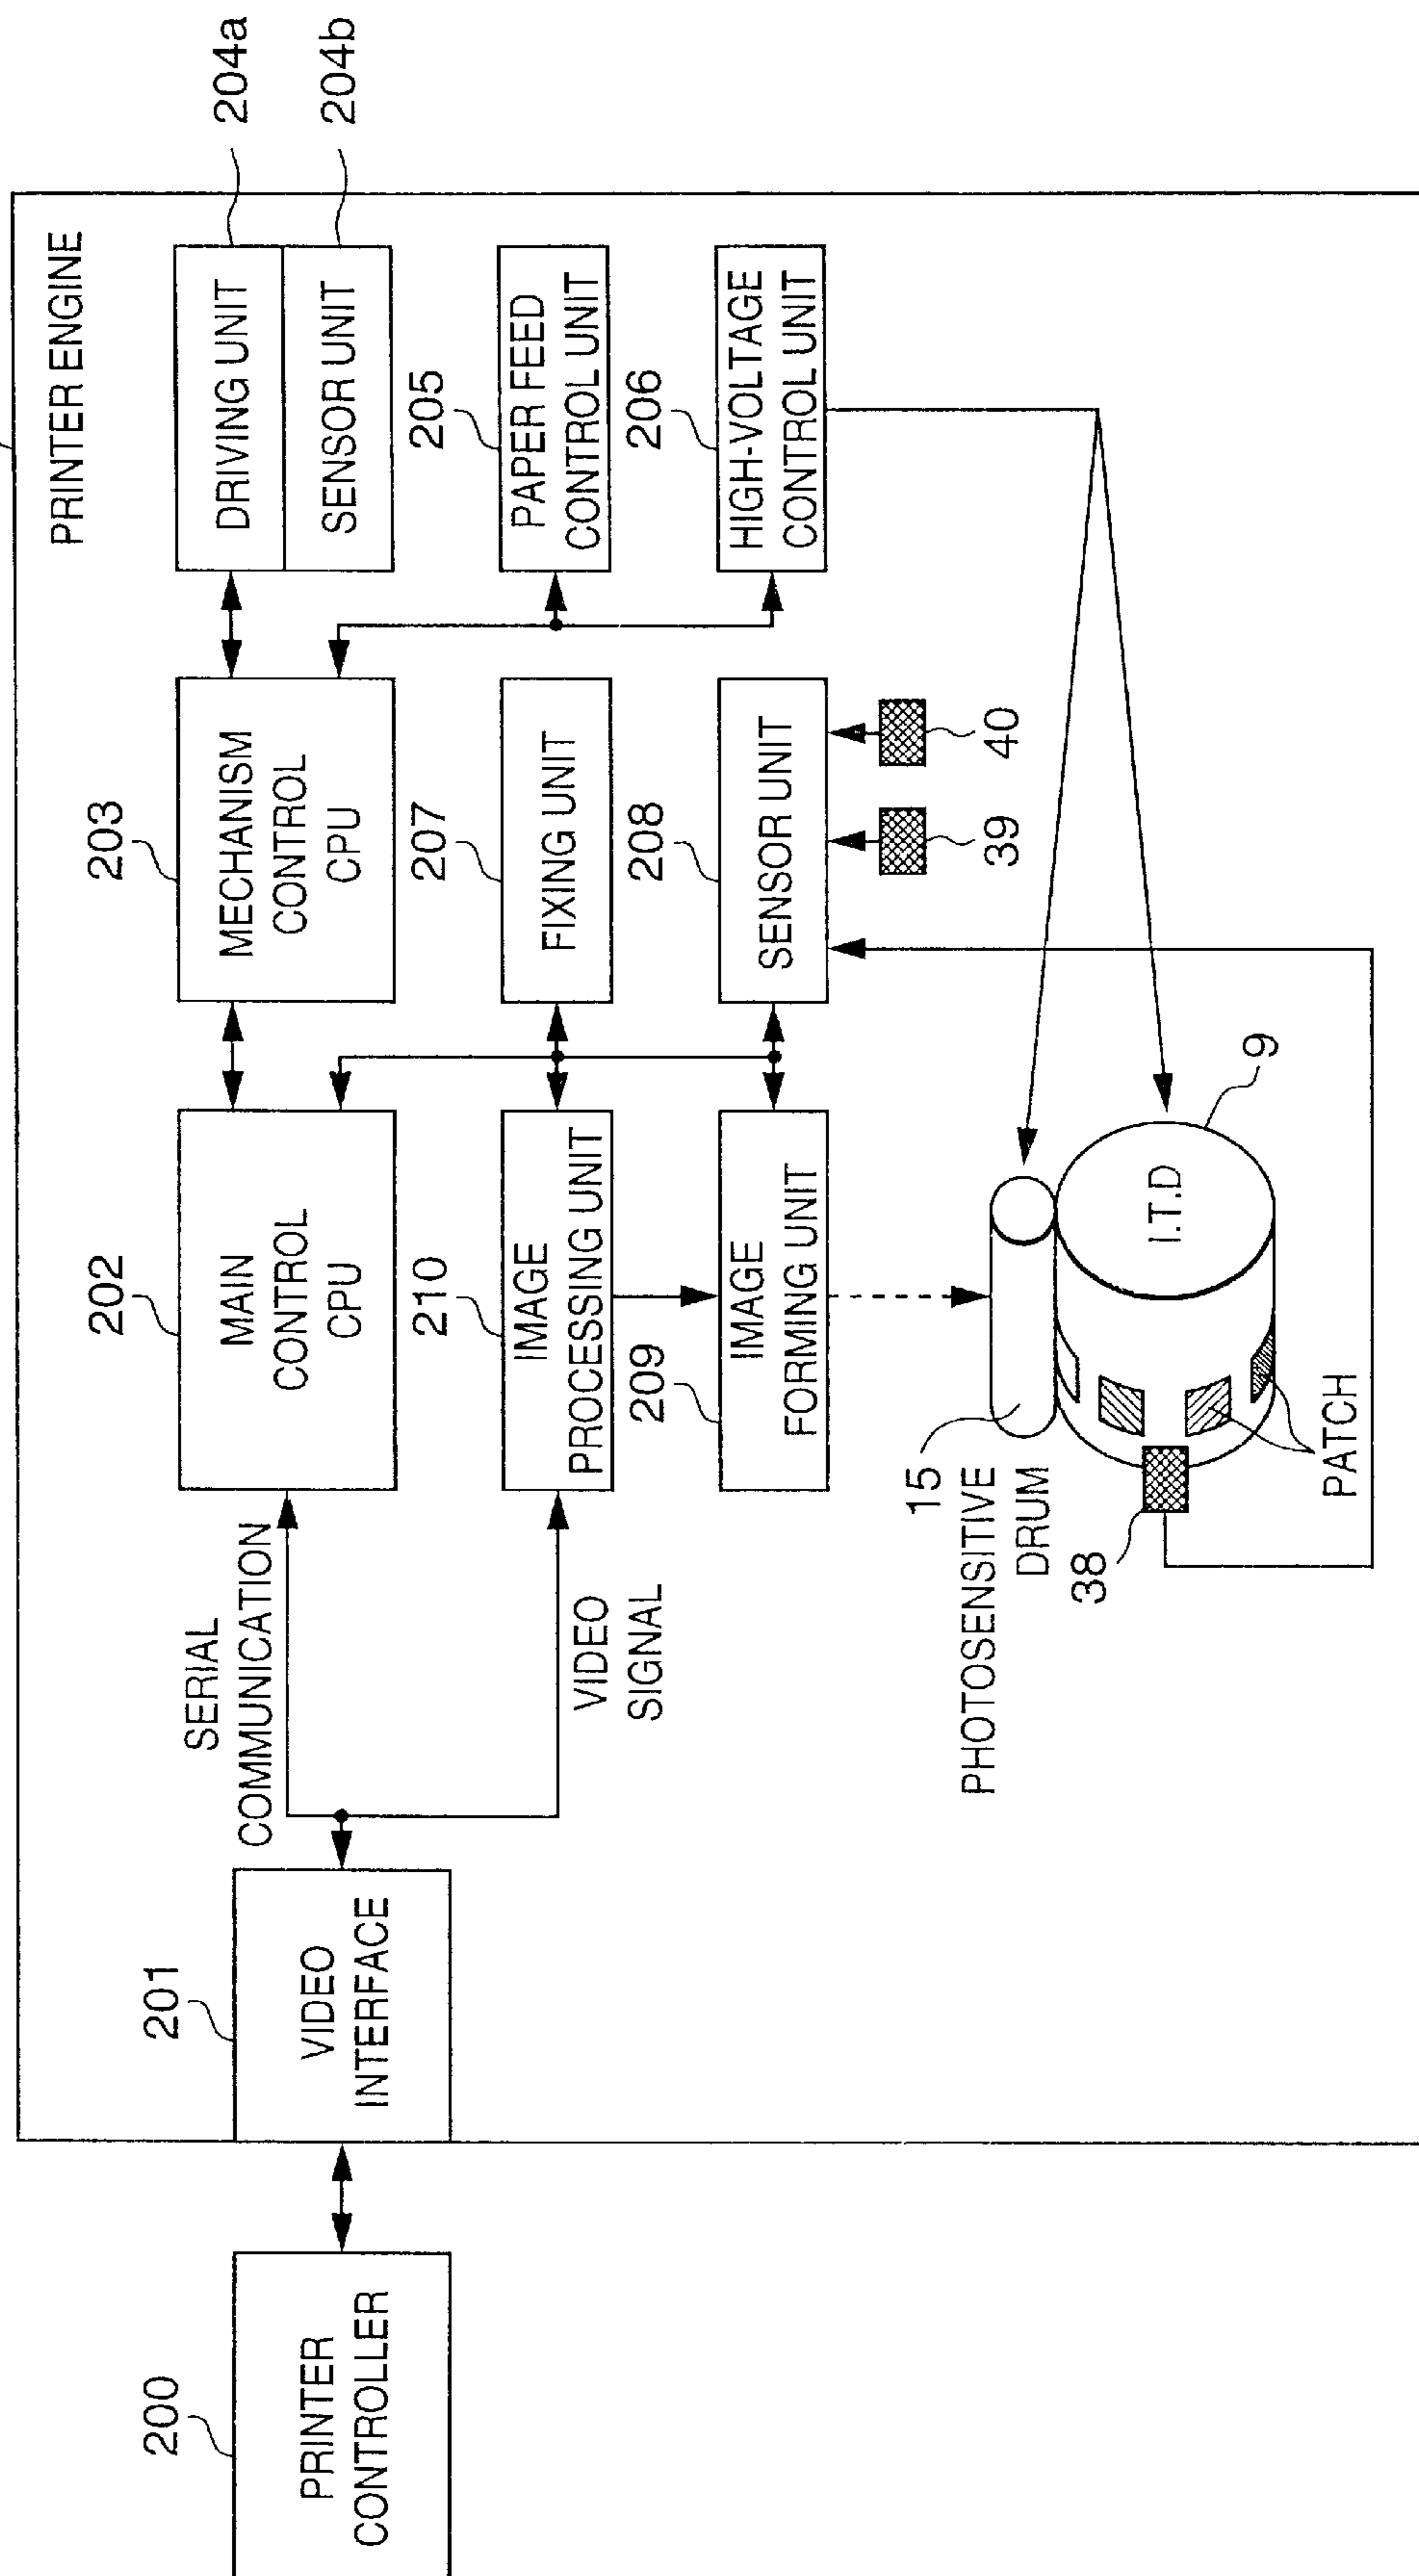 PRINTER ENGINE
200
PRINTER
CONTROLLER
201
VIDEO
INTERFACE
SERIAL
COMMUNICATION
VIDEO
SIGNAL
202
MAIN
CONTROL
CPU
203
MECHANISM
CONTROL
CPU
DRIVING UNIT
204a
SENSOR UNIT
204b
210
IMAGE
PROCESSING UNIT
207
FIXING UNIT
205
PAPER FEED
CONTROL UNIT
209
IMAGE
FORMING UNIT
208
SENSOR UNIT
206
HIGH-VOLTAGE
CONTROL UNIT
39
40
15
PHOTOSENSITIVE
DRUM
38
I.T.D
9
PATCH